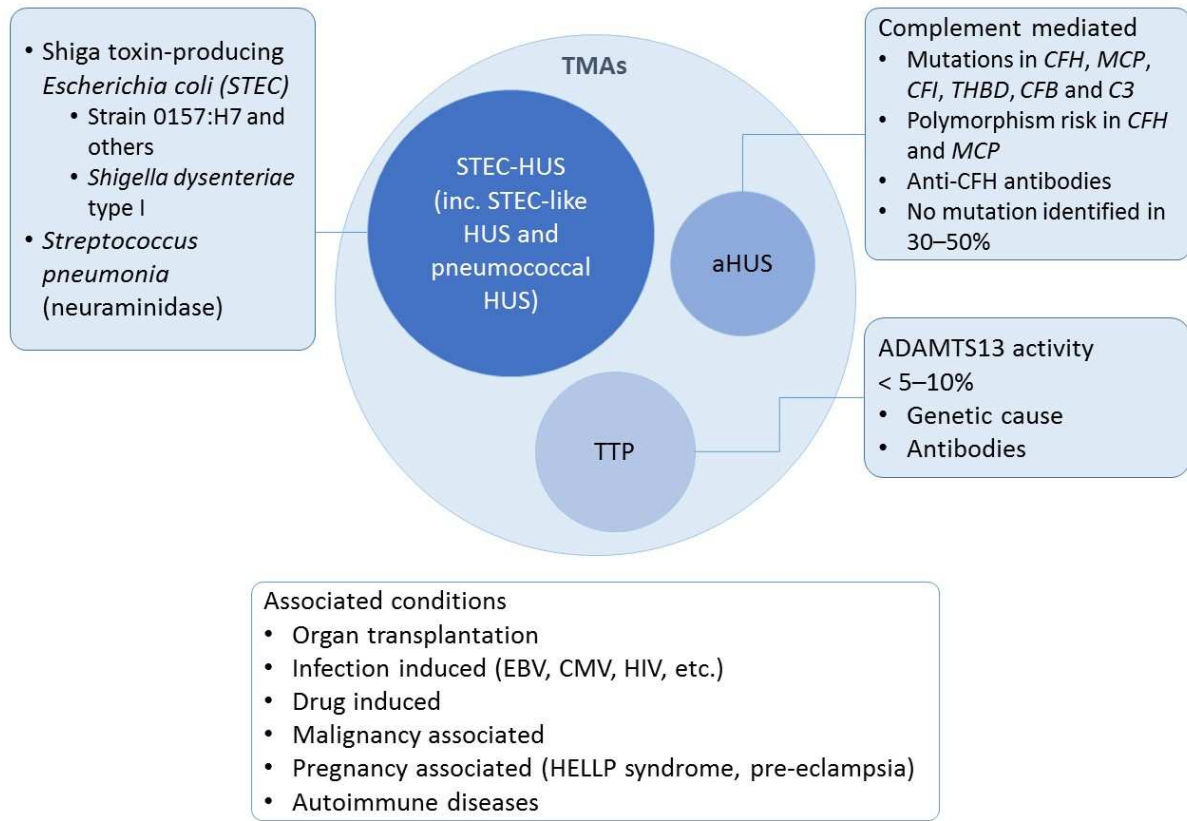 • Shiga toxin-producing
Escherichia coli (STEC)
• Strain 0157:H7 and
others
• Shigella dysenteriae
type I
• Streptococcus
pneumonia
(neuraminidase)
TMAs
STEC-HUS
(inc. STEC-like
HUS and
pneumococcal
HUS)
aHUS
TTP
Complement mediated
• Mutations in CFH, MCP,
CFI, THBD, CFB and C3
• Polymorphism risk in CFH
and MCP
• Anti-CFH antibodies
• No mutation identified in
30–50%
ADAMTS13 activity
< 5–10%
• Genetic cause
• Antibodies
Associated conditions
• Organ transplantation
• Infection induced (EBV, CMV, HIV, etc.)
• Drug induced
• Malignancy associated
• Pregnancy associated (HELLP syndrome, pre-eclampsia)
• Autoimmune diseases